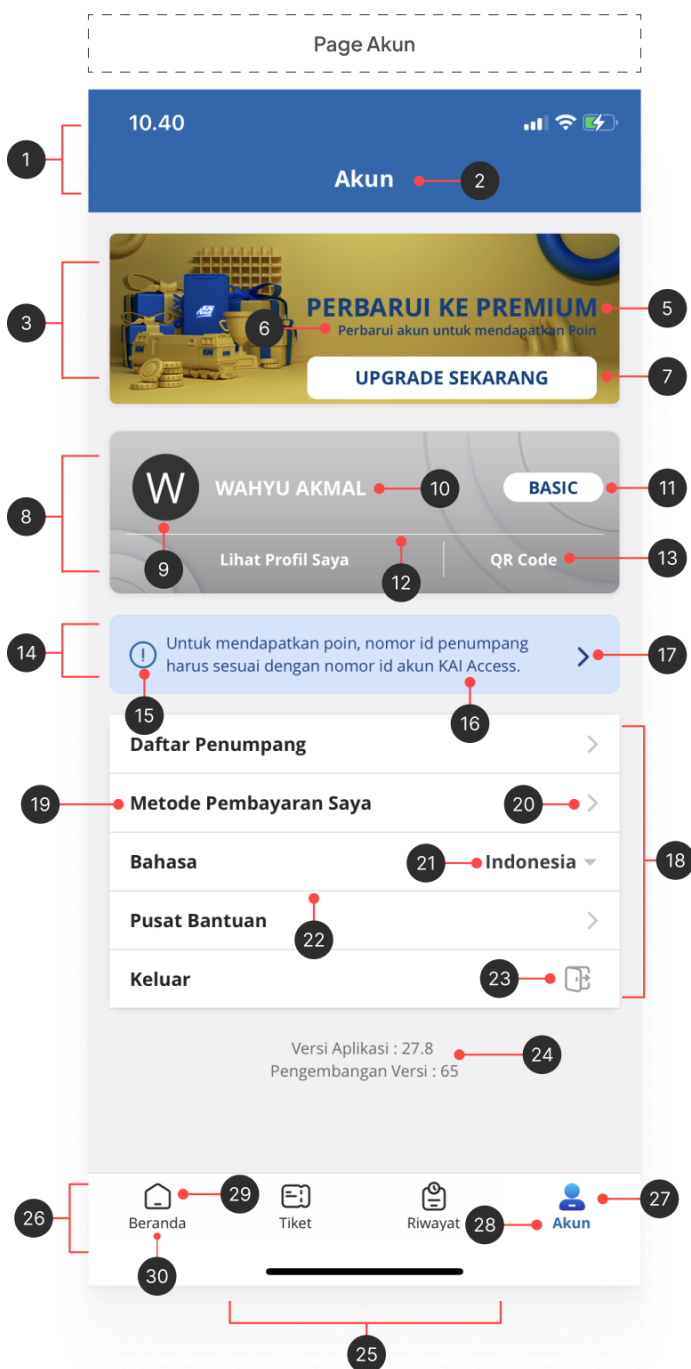 Page Akun
10.40
1
Akun
2
3
KAI
PERBARUI KE PREMIUM
5
6
Perbarui akun untuk mendapatkan Poin
UPGRADE SEKARANG
7
8
W
WAHYU AKMAL
10
BASIC
11
9
Lihat Profil Saya
12
QR Code
13
14
Untuk mendapatkan poin, nomor id penumpang
harus sesuai dengan nomor id akun KAI Access.
17
15
16
Daftar Penumpang
19
Metode Pembayaran Saya
20
Bahasa
21
Indonesia
18
Pusat Bantuan
22
Keluar
23
Versi Aplikasi : 27.8
24
Pengembangan Versi : 65
26
29
27
Beranda
Tiket
Riwayat
28
Akun
30
25